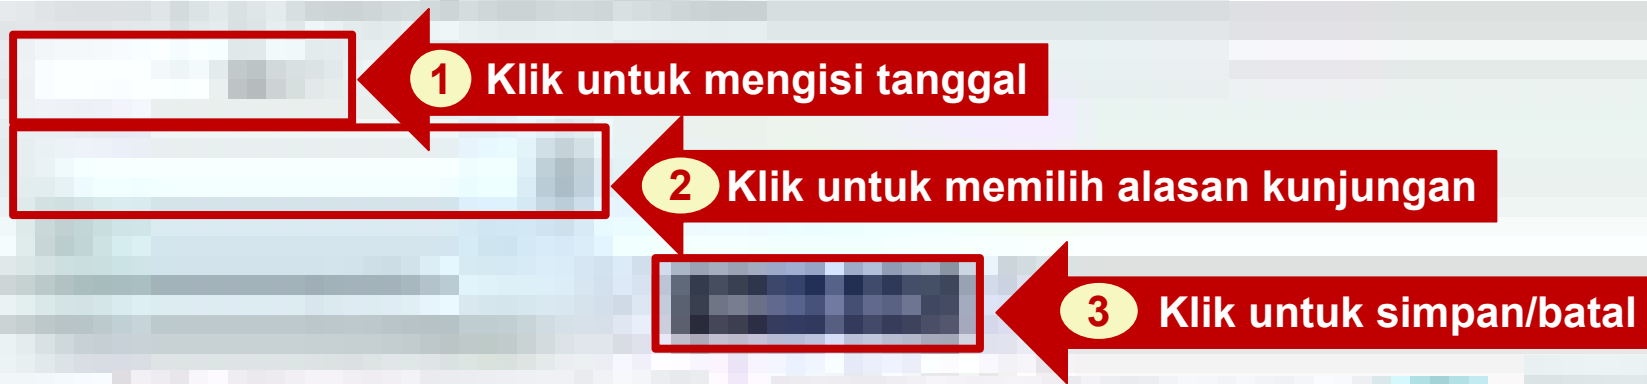 1 Klik untuk mengisi tanggal
2 Klik untuk memilih alasan kunjungan
3 Klik untuk simpan/batal